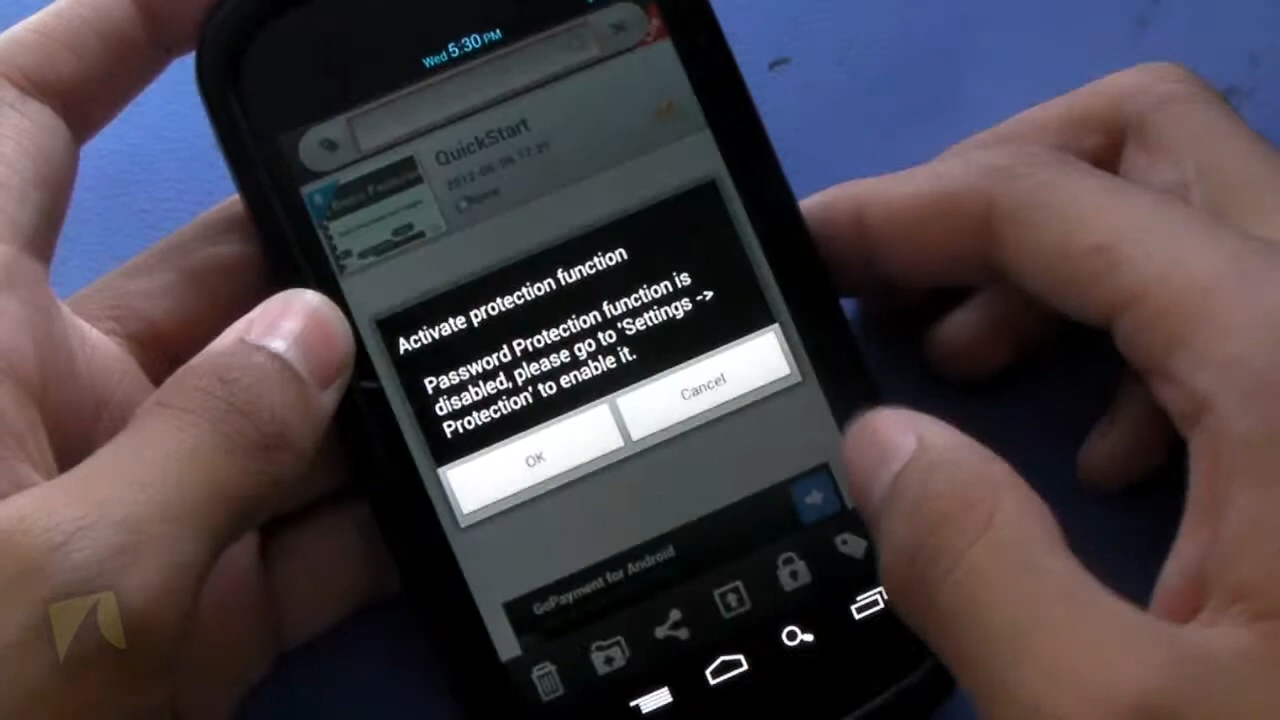 Wed 5:30 PM
QuickStart
Activate protection function
Password Protection function is
disabled, please go to 'Settings ->
Protection' to enable it.
OK
Cancel
GoPayment for Android